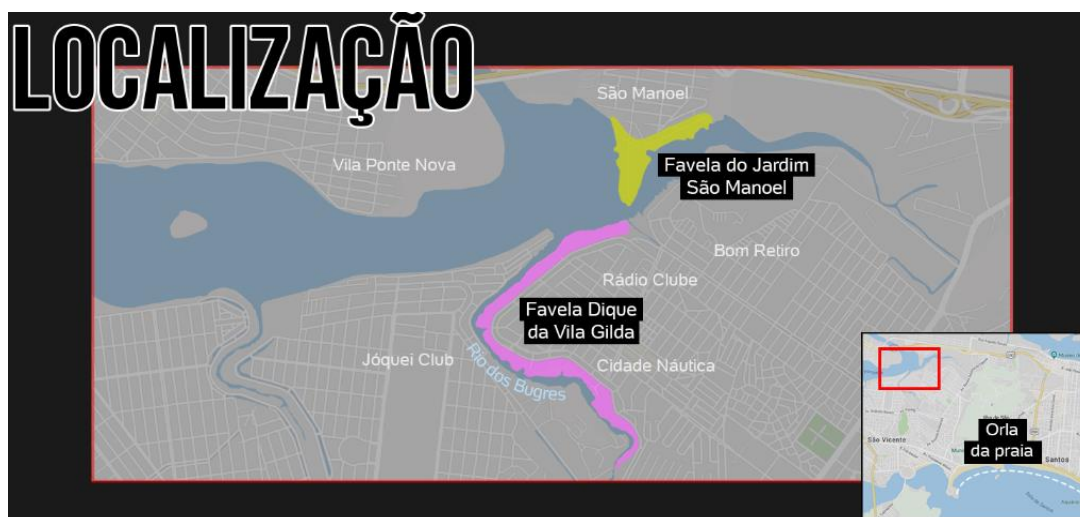 LOCALIZAÇÃO
São Manoel
Vila Ponte Nova
Favela do Jardim
São Manoel
Bom Retiro
Rádio Clube
Favela Dique
da Vila Gilda
Jóquei Club
Rio dos Bugres
Cidade Náutica
São Vicente
Orla
da praia
Santos